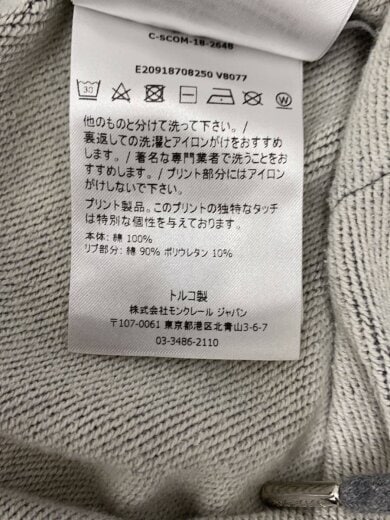 C-SCOM-18-2648
E20918708250 V8077
30
W
他のものと分けて洗って下さい。/
裏返しての洗濯とアイロンがけをおすすめ
します。/ 著名な専門業者で洗うことをお
すすめします。/ プリント部分にはアイロン
がけしないで下さい。
プリント製品。このプリントの独特なタッチ
は特別な個性を与えております。
本体: 綿 100%
リブ部分: 綿 90% ポリウレタン 10%
トルコ製
株式会社モンクレール ジャパン
〒107-0061 東京都港区北青山3-6-7
03-3486-2110